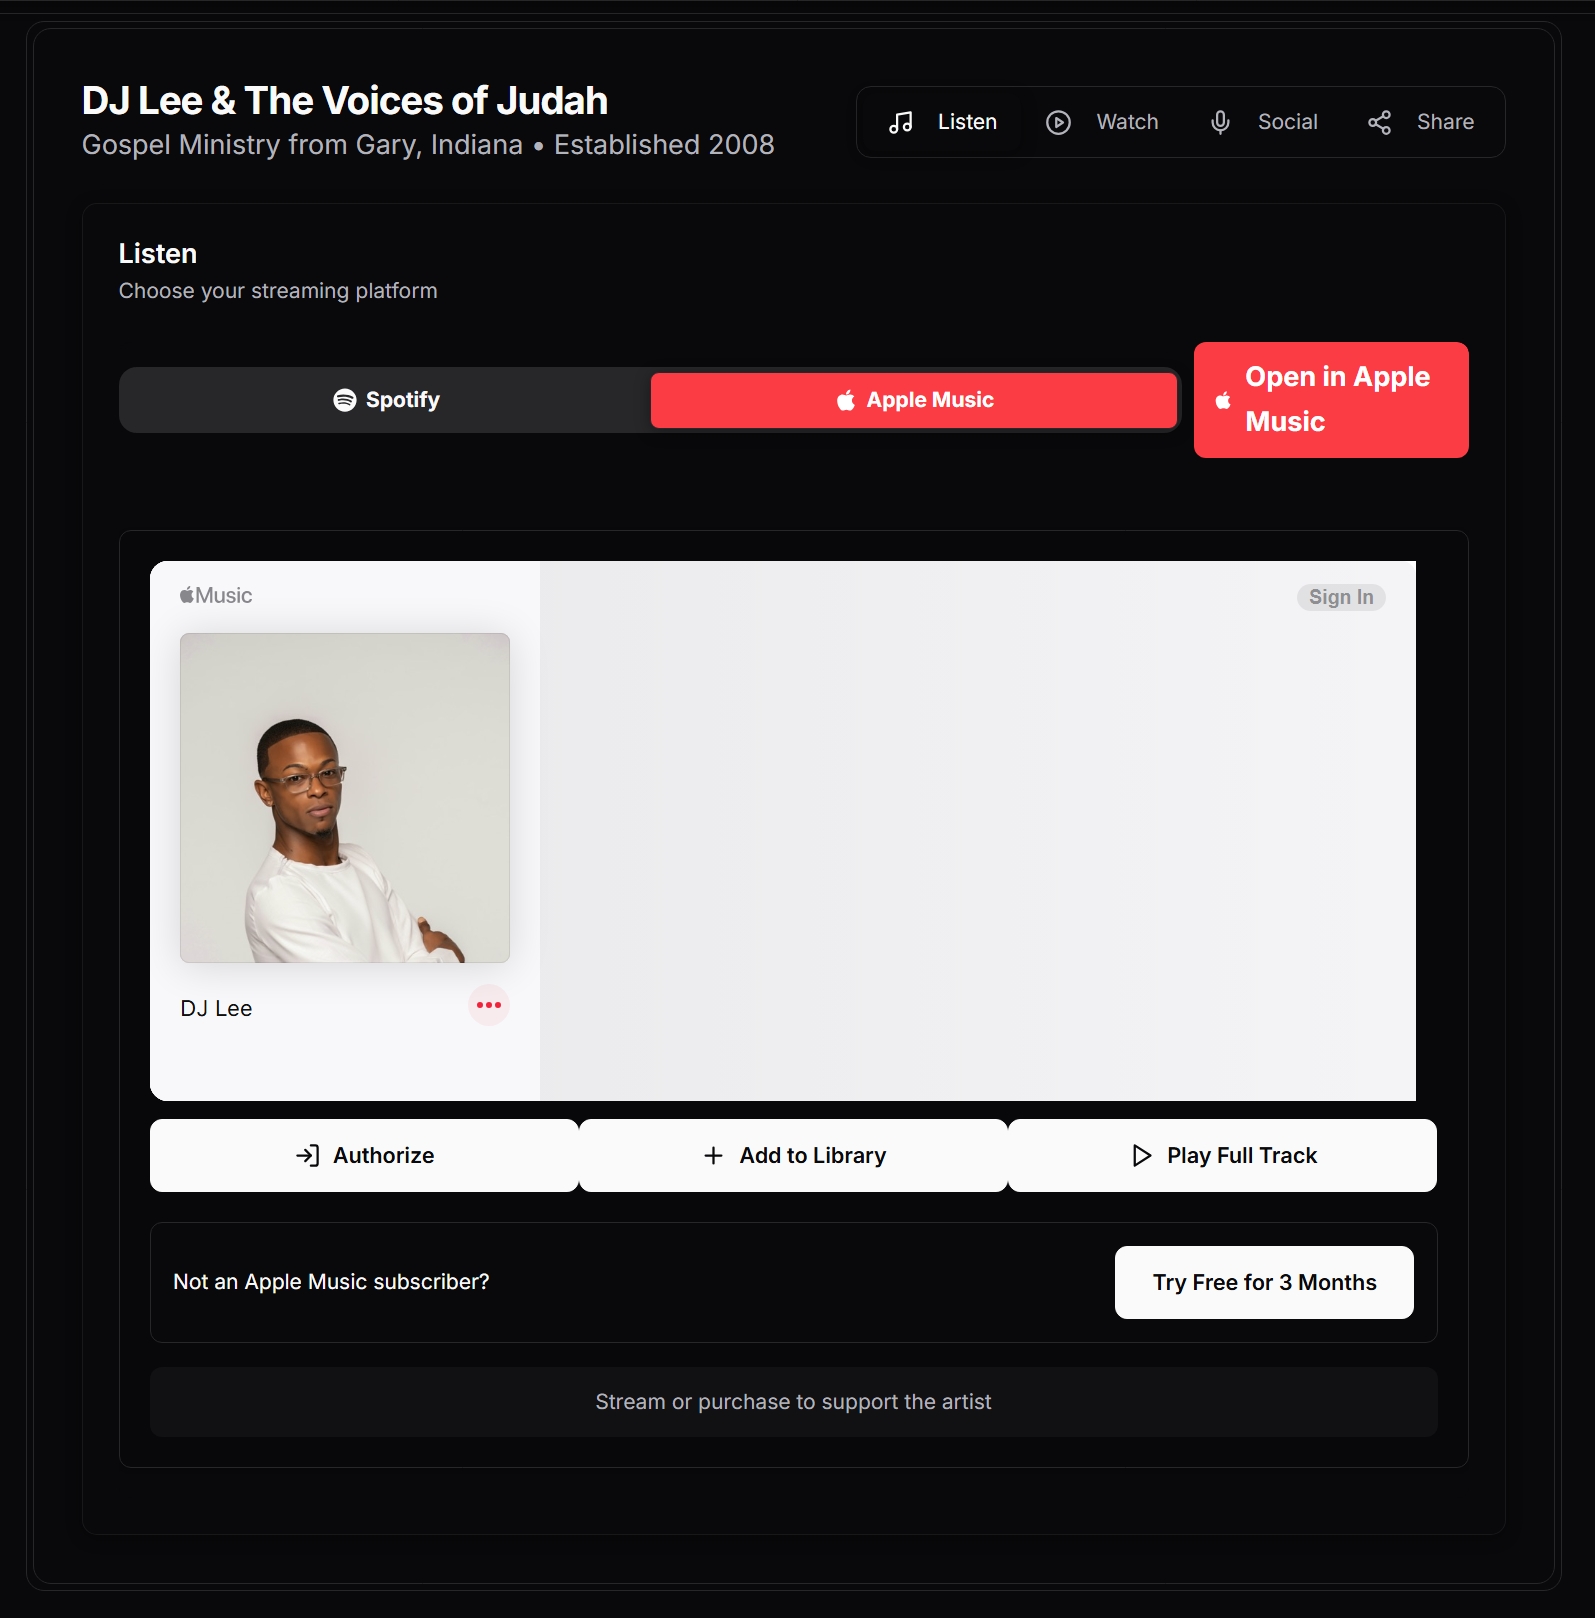 DJ Lee & The Voices of Judah
Gospel Ministry from Gary, Indiana • Established 2008
Listen
Watch
Social
Share
Listen
Choose your streaming platform
Spotify
Apple Music
Open in Apple
Music
Music
Sign In
DJ Lee
Authorize
Add to Library
Play Full Track
Not an Apple Music subscriber?
Try Free for 3 Months
Stream or purchase to support the artist